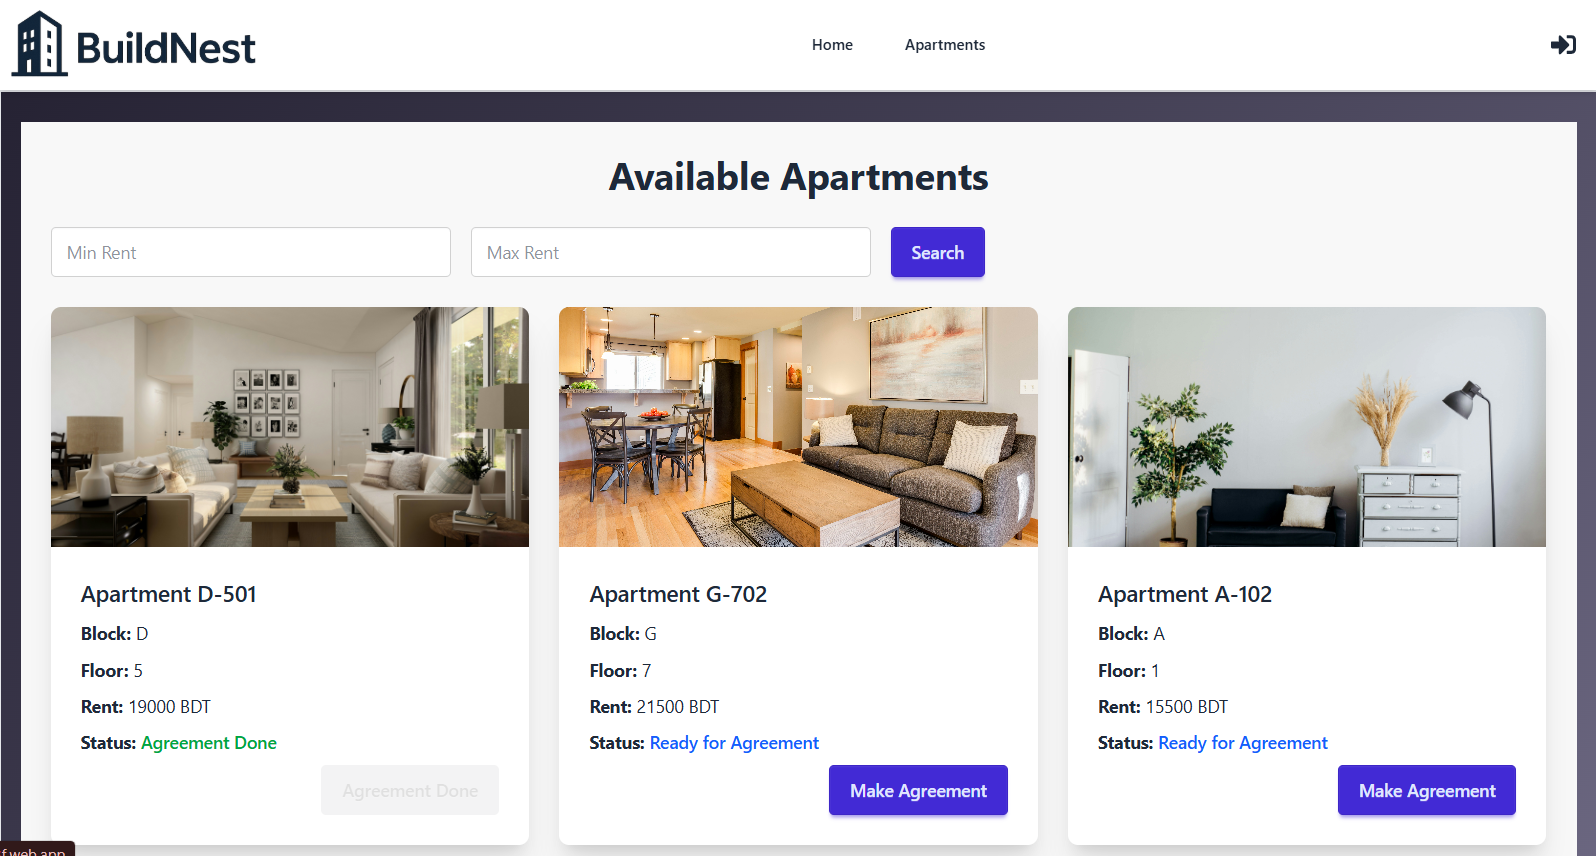 BuildNest
Home
Apartments
Available Apartments
Min Rent
Max Rent
Search
Apartment D-501
Block: D
Floor: 5
Rent: 19000 BDT
Status: Agreement Done
Agreement Done
Apartment G-702
Block: G
Floor: 7
Rent: 21500 BDT
Status: Ready for Agreement
Make Agreement
Apartment A-102
Block: A
Floor: 1
Rent: 15500 BDT
Status: Ready for Agreement
Make Agreement
f.web.app